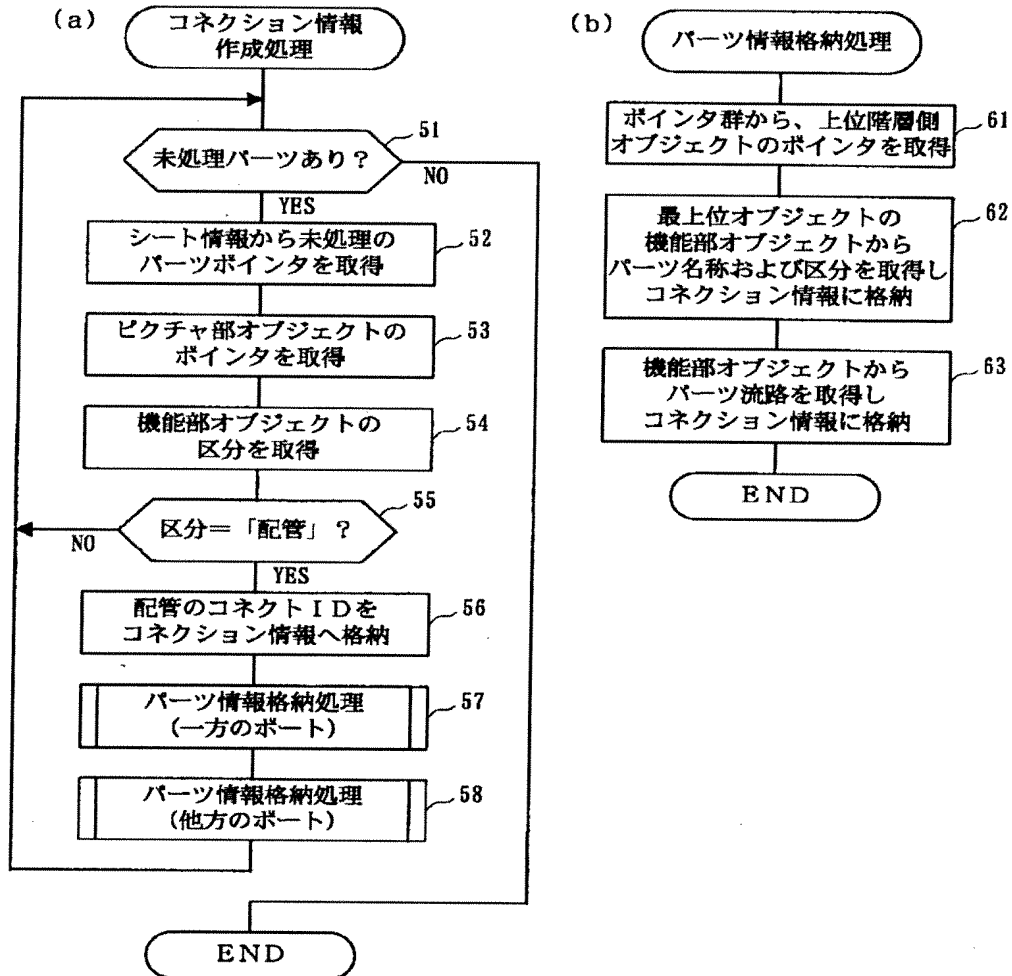 (a)
コネクション情報
作成処理
51
未処理パーツあり？
NO
YES
シート情報から未処理の
パーツポインタを取得
52
ピクチャ部オブジェクトの
ポインタを取得
53
機能部オブジェクトの
区分を取得
54
55
区分＝「配管」？
NO
YES
配管のコネクトＩＤを
コネクション情報へ格納
56
パーツ情報格納処理
(一方のポート)
57
パーツ情報格納処理
(他方のポート)
58
END
(b)
パーツ情報格納処理
ポインタ群から、上位階層側
オブジェクトのポインタを取得
61
最上位オブジェクトの
機能部オブジェクトから
パーツ名称および区分を取得し
コネクション情報に格納
62
機能部オブジェクトから
パーツ流路を取得し
コネクション情報に格納
63
END